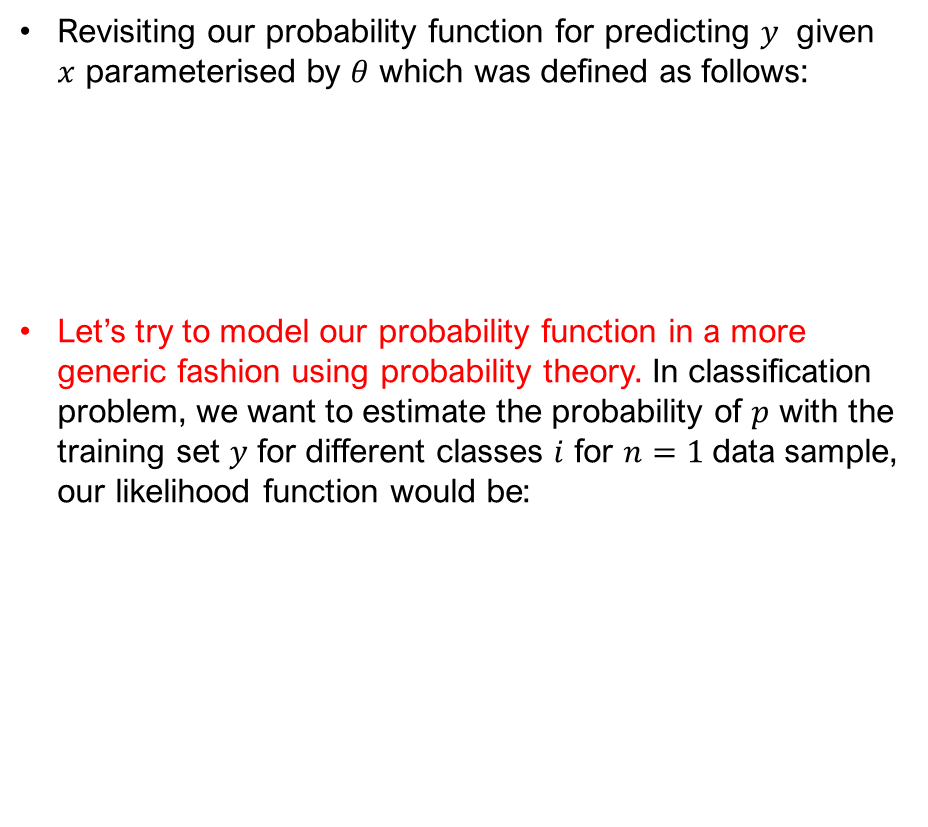 • Revisiting our probability function for predicting y given
x parameterised by θ which was defined as follows:
• Let’s try to model our probability function in a more
generic fashion using probability theory. In classification
problem, we want to estimate the probability of p with the
training set y for different classes i for n = 1 data sample,
our likelihood function would be: